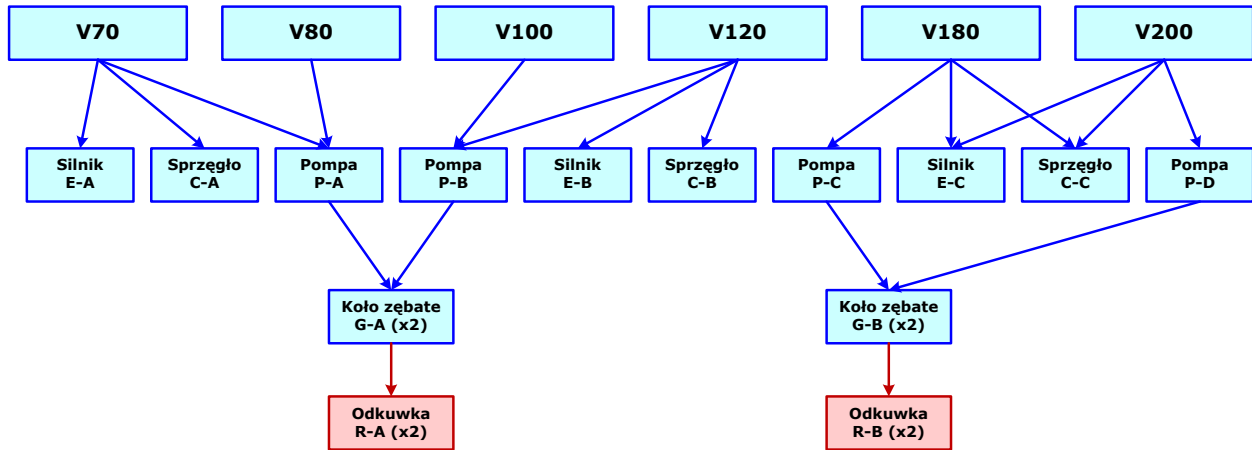 V70
V80
V100
V120
V180
V200
Silnik
E-A
Sprzęgło
C-A
Pompa
P-A
Pompa
P-B
Silnik
E-B
Sprzęgło
C-B
Pompa
P-C
Silnik
E-C
Sprzęgło
C-C
Pompa
P-D
Koło zębate
G-A (x2)
Koło zębate
G-B (x2)
Odkuwka
R-A (x2)
Odkuwka
R-B (x2)